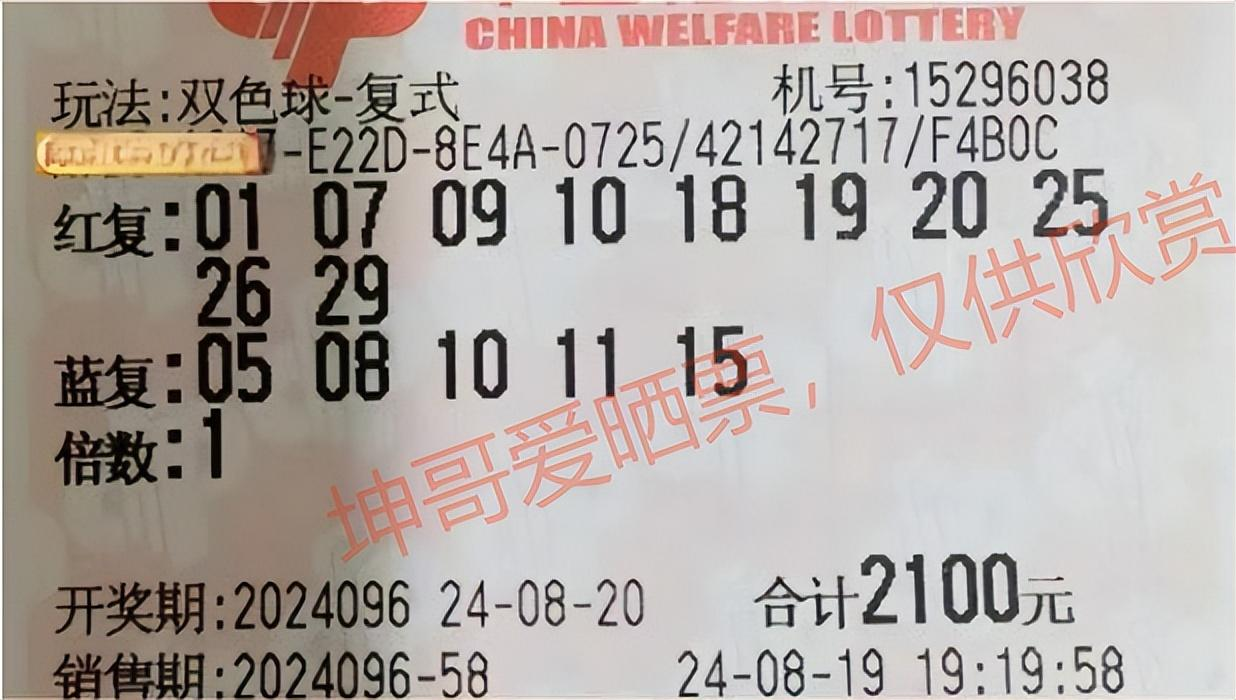 CHINA WELFARE LOTTERY
玩法:双色球-复式 机号:15296038
-E22D-8E4A-0725/42142717/F4B0C
红复:01 07 09 10 18 19 20 25
26 29
蓝复:05 08 10 11 15
倍数:1
坤哥爱晒票，仅供欣赏
开奖期:2024096 24-08-20 合计2100元
销售期:2024096-58 24-08-19 19:19:58